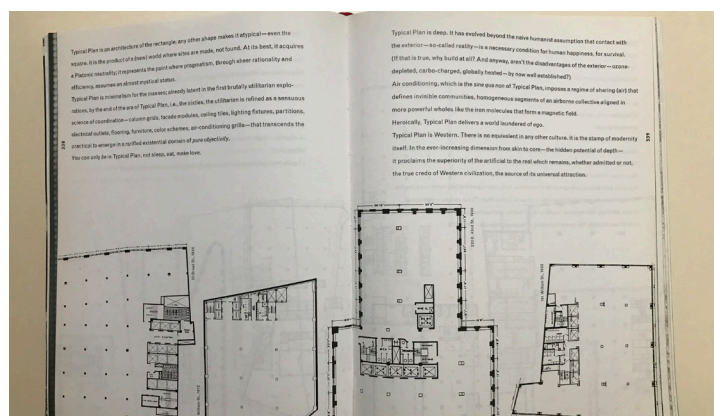 Typical Plan is an architecture of the rectangle; any other shape makes it atypical—even the
square. It is the product of a (new) world where sites are made, not found. At its best, it acquires
a Platonic neutrality; it represents the point where pragmatism, through sheer rationality and
efficiency, assumes an almost mystical status.
Typical Plan is minimalism for the masses; already latent in the first brutally utilitarian explo-
rations, by the end of the era of Typical Plan, i.e., the sixties, the utilitarian is refined as a sensuous
science of coordination—column grids, facade modules, ceiling tiles, lighting fixtures, partitions,
electrical outlets, flooring, furniture, color schemes, air-conditioning grills—that transcends the
practical to emerge in a rarified existential domain of pure objectivity.
You can only be in Typical Plan, not sleep, eat, make love.
338
Typical Plan is deep. It has evolved beyond the naive humanist assumption that contact with
the exterior—so-called reality—is a necessary condition for human happiness, for survival.
(If that is true, why build at all? And anyway, aren't the disadvantages of the exterior—ozone-
depleted, carbo-charged, globally heated—by now well established?)
Air conditioning, which is the sine qua non of Typical Plan, imposes a regime of sharing (air) that
defines invisible communities, homogeneous segments of an airborne collective aligned in
more powerful wholes like the iron molecules that form a magnetic field.
Heroically, Typical Plan delivers a world laundered of ego.
Typical Plan is Western. There is no equivalent in any other culture. It is the stamp of modernity
itself. In the ever-increasing dimension from skin to core—the hidden potential of depth—
it proclaims the superiority of the artificial to the real which remains, whether admitted or not,
the true credo of Western civilization, the source of its universal attraction.
339